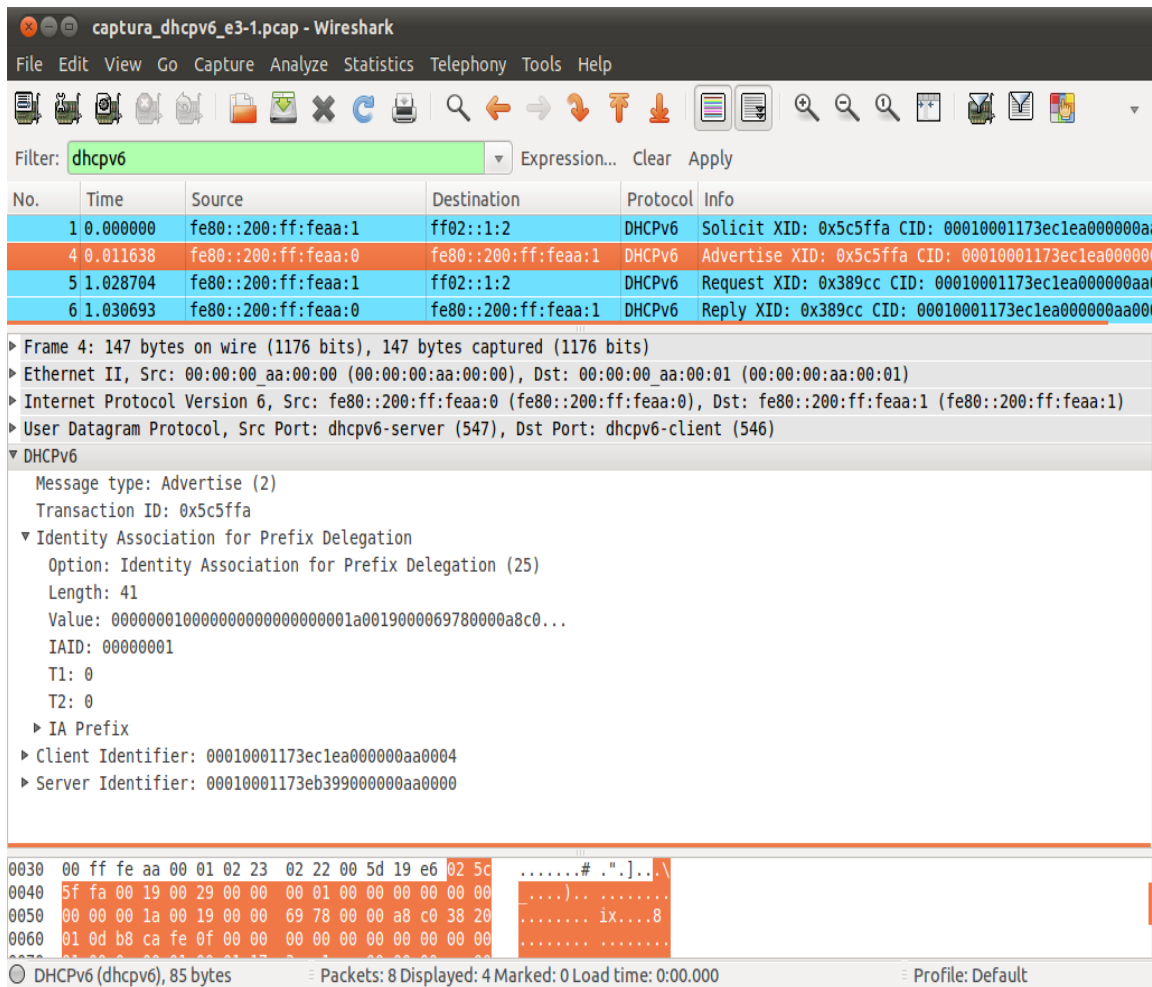 captura_dhcpv6_e3-1.pcap - Wireshark
File Edit View Go Capture Analyze Statistics Telephony Tools Help
Filter: dhcpv6 Expression... Clear Apply
No. Time Source Destination Protocol Info
1 0.000000 fe80::200:ff:feaa:1 ff02::1:2 DHCPv6 Solicit XID: 0x5c5ffa CID: 00010001173ec1ea000000a
4 0.011638 fe80::200:ff:feaa:0 fe80::200:ff:feaa:1 DHCPv6 Advertise XID: 0x5c5ffa CID: 00010001173ec1ea00000
5 1.028704 fe80::200:ff:feaa:1 ff02::1:2 DHCPv6 Request XID: 0x389cc CID: 00010001173ec1ea000000aa0
6 1.030693 fe80::200:ff:feaa:0 fe80::200:ff:feaa:1 DHCPv6 Reply XID: 0x389cc CID: 00010001173ec1ea000000aa00
Frame 4: 147 bytes on wire (1176 bits), 147 bytes captured (1176 bits)
Ethernet II, Src: 00:00:00_aa:00:00 (00:00:00:aa:00:00), Dst: 00:00:00_aa:00:01 (00:00:00:aa:00:01)
Internet Protocol Version 6, Src: fe80::200:ff:feaa:0 (fe80::200:ff:feaa:0), Dst: fe80::200:ff:feaa:1 (fe80::200:ff:feaa:1)
User Datagram Protocol, Src Port: dhcpv6-server (547), Dst Port: dhcpv6-client (546)
DHCPv6
Message type: Advertise (2)
Transaction ID: 0x5c5ffa
Identity Association for Prefix Delegation
Option: Identity Association for Prefix Delegation (25)
Length: 41
Value: 000000010000000000000000001a0019000069780000a8c0...
IAID: 00000001
T1: 0
T2: 0
IA Prefix
Client Identifier: 00010001173ec1ea000000aa0004
Server Identifier: 00010001173eb399000000aa0000
0030 00 ff fe aa 00 01 02 23 02 22 00 5d 19 e6 02 5c .......# .".]...\
0040 5f fa 00 19 00 29 00 00 00 01 00 00 00 00 00 00 _....).. ........
0050 00 00 00 1a 00 19 00 00 69 78 00 00 a8 c0 38 20 ........ ix....8
0060 01 0d b8 ca fe 0f 00 00 00 00 00 00 00 00 00 00 ........ ........
DHCPv6 (dhcpv6), 85 bytes Packets: 8 Displayed: 4 Marked: 0 Load time: 0:00.000 Profile: Default